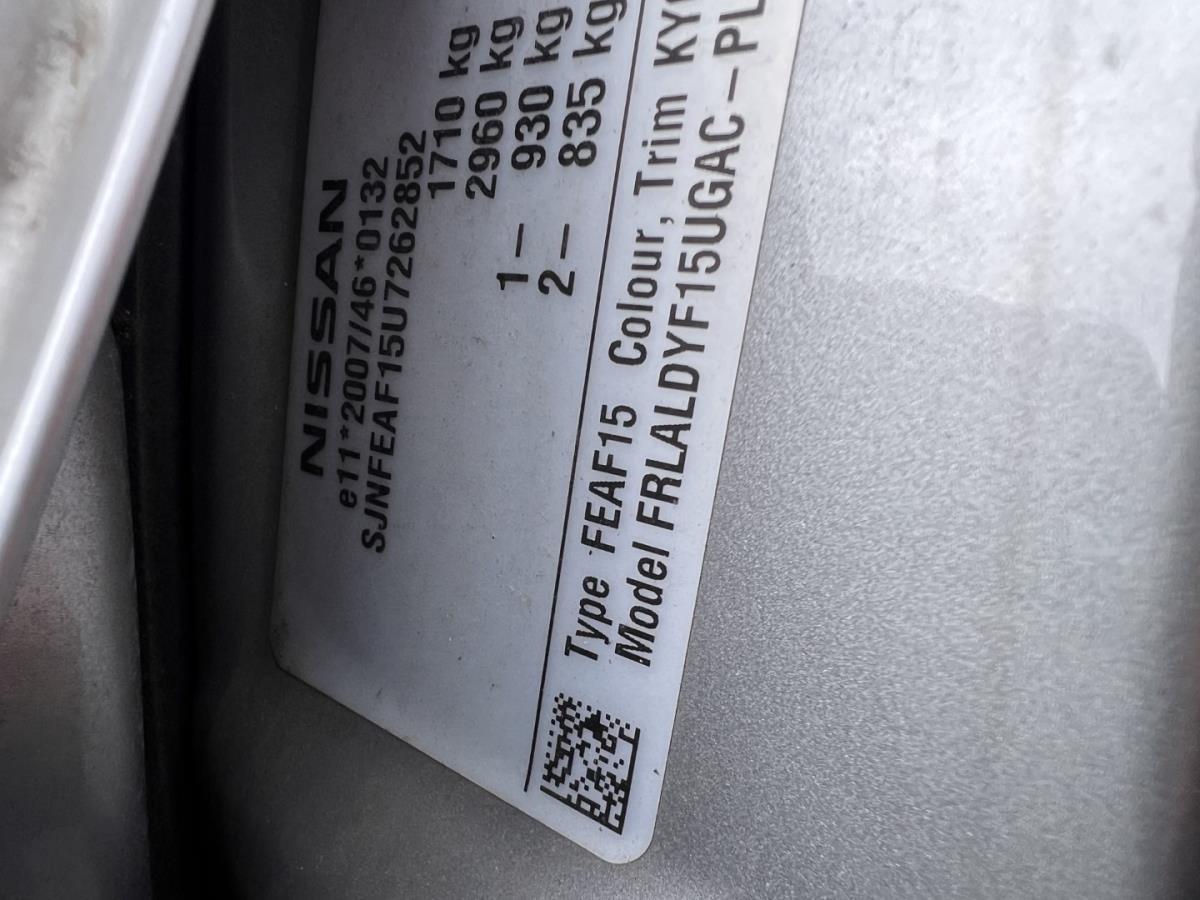 NISSAN
e11*2007/46*0132
SJNFEAF15U7262852
1710 kg
2960 kg
1– 930 kg
2– 835 kg
Type FEAF15 Colour, Trim KY
Model FRLALDYF15UGAC-PL